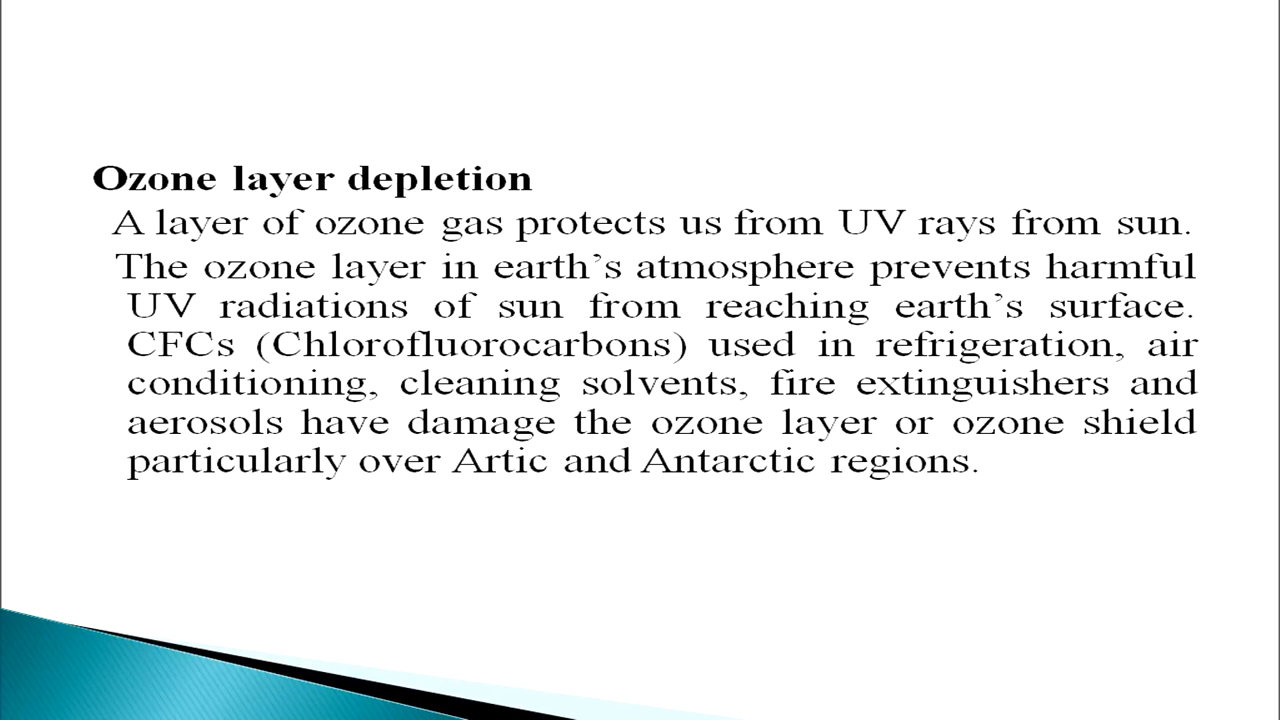 Ozone layer depletion
A layer of ozone gas protects us from UV rays from sun.
The ozone layer in earth’s atmosphere prevents harmful
UV radiations of sun from reaching earth’s surface.
CFCs (Chlorofluorocarbons) used in refrigeration, air
conditioning, cleaning solvents, fire extinguishers and
aerosols have damage the ozone layer or ozone shield
particularly over Artic and Antarctic regions.